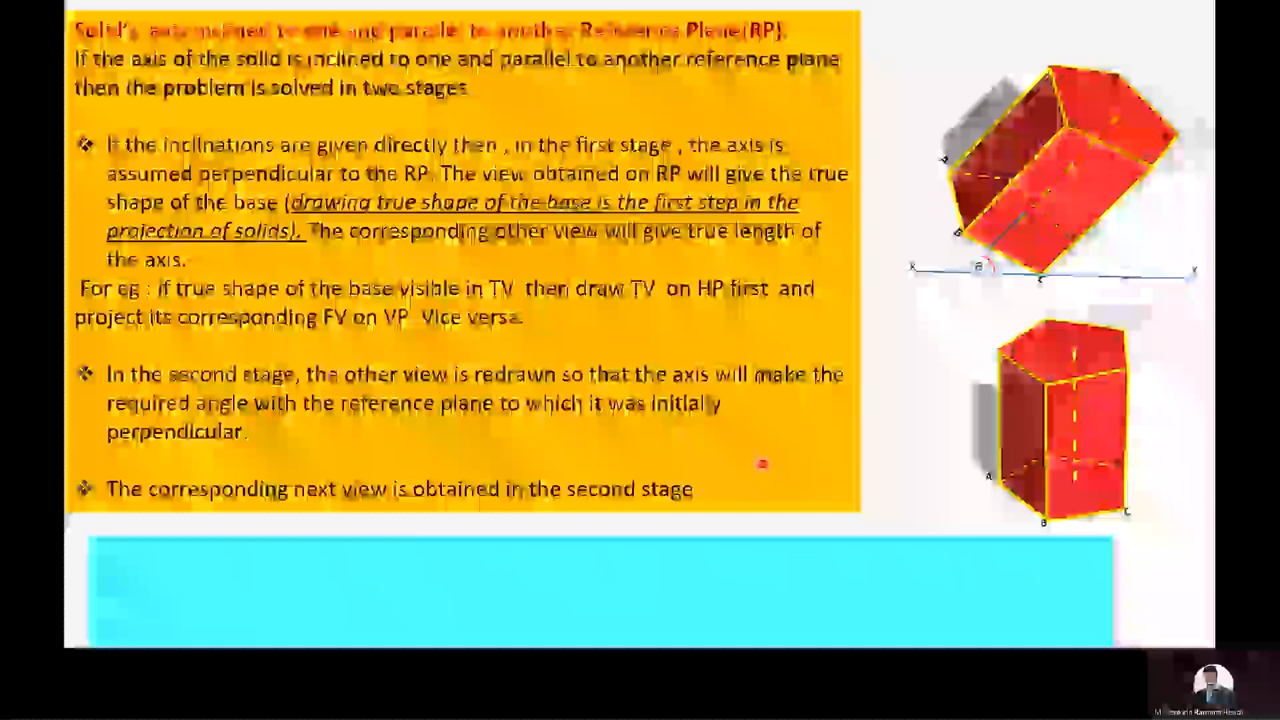 Solid's axis inclined to one and parallel to another Reference Plane(RP).
If the axis of the solid is inclined to one and parallel to another reference plane
then the problem is solved in two stages
❖ If the inclinations are given directly then , in the first stage , the axis is
assumed perpendicular to the RP. The view obtained on RP will give the true
shape of the base (drawing true shape of the base is the first step in the
projection of solids). The corresponding other view will give true length of
the axis.
For eg : if true shape of the base visible in TV then draw TV on HP first and
project its corresponding FV on VP Vice versa.
❖ In the second stage, the other view is redrawn so that the axis will make the
required angle with the reference plane to which it was initially
perpendicular.
❖ The corresponding next view is obtained in the second stage
A
B
X
Y
C
A
B
C